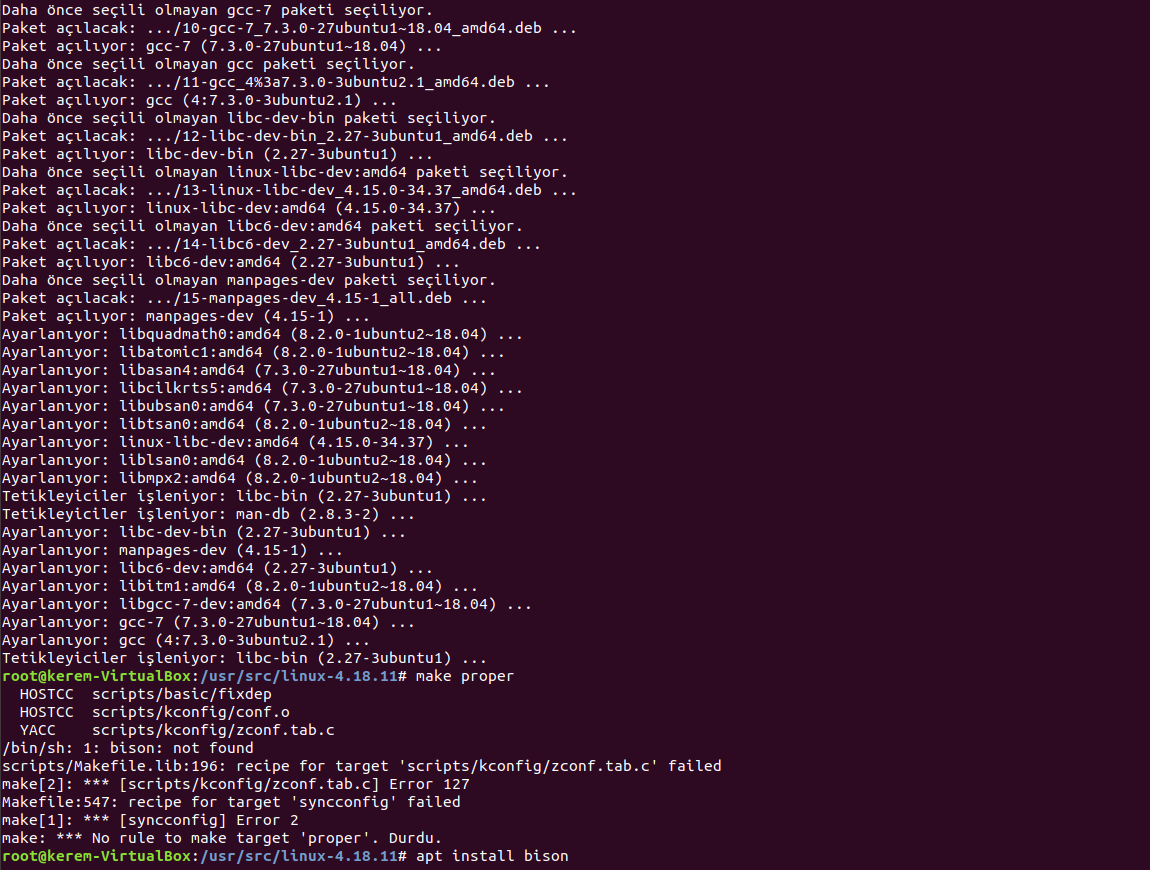 Daha önce seçili olmayan gcc-7 paketi seçiliyor.
Paket açılacak: .../10-gcc-7_7.3.0-27ubuntu1~18.04_amd64.deb ...
Paket açılıyor: gcc-7 (7.3.0-27ubuntu1~18.04) ...
Daha önce seçili olmayan gcc paketi seçiliyor.
Paket açılacak: .../11-gcc_4%3a7.3.0-3ubuntu2.1_amd64.deb ...
Paket açılıyor: gcc (4:7.3.0-3ubuntu2.1) ...
Daha önce seçili olmayan libc-dev-bin paketi seçiliyor.
Paket açılacak: .../12-libc-dev-bin_2.27-3ubuntu1_amd64.deb ...
Paket açılıyor: libc-dev-bin (2.27-3ubuntu1) ...
Daha önce seçili olmayan linux-libc-dev:amd64 paketi seçiliyor.
Paket açılacak: .../13-linux-libc-dev_4.15.0-34.37_amd64.deb ...
Paket açılıyor: linux-libc-dev:amd64 (4.15.0-34.37) ...
Daha önce seçili olmayan libc6-dev:amd64 paketi seçiliyor.
Paket açılacak: .../14-libc6-dev_2.27-3ubuntu1_amd64.deb ...
Paket açılıyor: libc6-dev:amd64 (2.27-3ubuntu1) ...
Daha önce seçili olmayan manpages-dev paketi seçiliyor.
Paket açılacak: .../15-manpages-dev_4.15-1_all.deb ...
Paket açılıyor: manpages-dev (4.15-1) ...
Ayarlanıyor: libquadmath0:amd64 (8.2.0-1ubuntu2~18.04) ...
Ayarlanıyor: libatomic1:amd64 (8.2.0-1ubuntu2~18.04) ...
Ayarlanıyor: libasan4:amd64 (7.3.0-27ubuntu1~18.04) ...
Ayarlanıyor: libcilkrts5:amd64 (7.3.0-27ubuntu1~18.04) ...
Ayarlanıyor: libubsan0:amd64 (7.3.0-27ubuntu1~18.04) ...
Ayarlanıyor: libtsan0:amd64 (8.2.0-1ubuntu2~18.04) ...
Ayarlanıyor: linux-libc-dev:amd64 (4.15.0-34.37) ...
Ayarlanıyor: liblsan0:amd64 (8.2.0-1ubuntu2~18.04) ...
Ayarlanıyor: libmpx2:amd64 (8.2.0-1ubuntu2~18.04) ...
Tetikleyiciler işleniyor: libc-bin (2.27-3ubuntu1) ...
Tetikleyiciler işleniyor: man-db (2.8.3-2) ...
Ayarlanıyor: libc-dev-bin (2.27-3ubuntu1) ...
Ayarlanıyor: manpages-dev (4.15-1) ...
Ayarlanıyor: libc6-dev:amd64 (2.27-3ubuntu1) ...
Ayarlanıyor: libitm1:amd64 (8.2.0-1ubuntu2~18.04) ...
Ayarlanıyor: libgcc-7-dev:amd64 (7.3.0-27ubuntu1~18.04) ...
Ayarlanıyor: gcc-7 (7.3.0-27ubuntu1~18.04) ...
Ayarlanıyor: gcc (4:7.3.0-3ubuntu2.1) ...
Tetikleyiciler işleniyor: libc-bin (2.27-3ubuntu1) ...
root@kerem-VirtualBox:/usr/src/linux-4.18.11# make proper
  HOSTCC  scripts/basic/fixdep
  HOSTCC  scripts/kconfig/conf.o
  YACC    scripts/kconfig/zconf.tab.c
/bin/sh: 1: bison: not found
scripts/Makefile.lib:196: recipe for target 'scripts/kconfig/zconf.tab.c' failed
make[2]: *** [scripts/kconfig/zconf.tab.c] Error 127
Makefile:547: recipe for target 'syncconfig' failed
make[1]: *** [syncconfig] Error 2
make: *** No rule to make target 'proper'. Durdu.
root@kerem-VirtualBox:/usr/src/linux-4.18.11# apt install bison